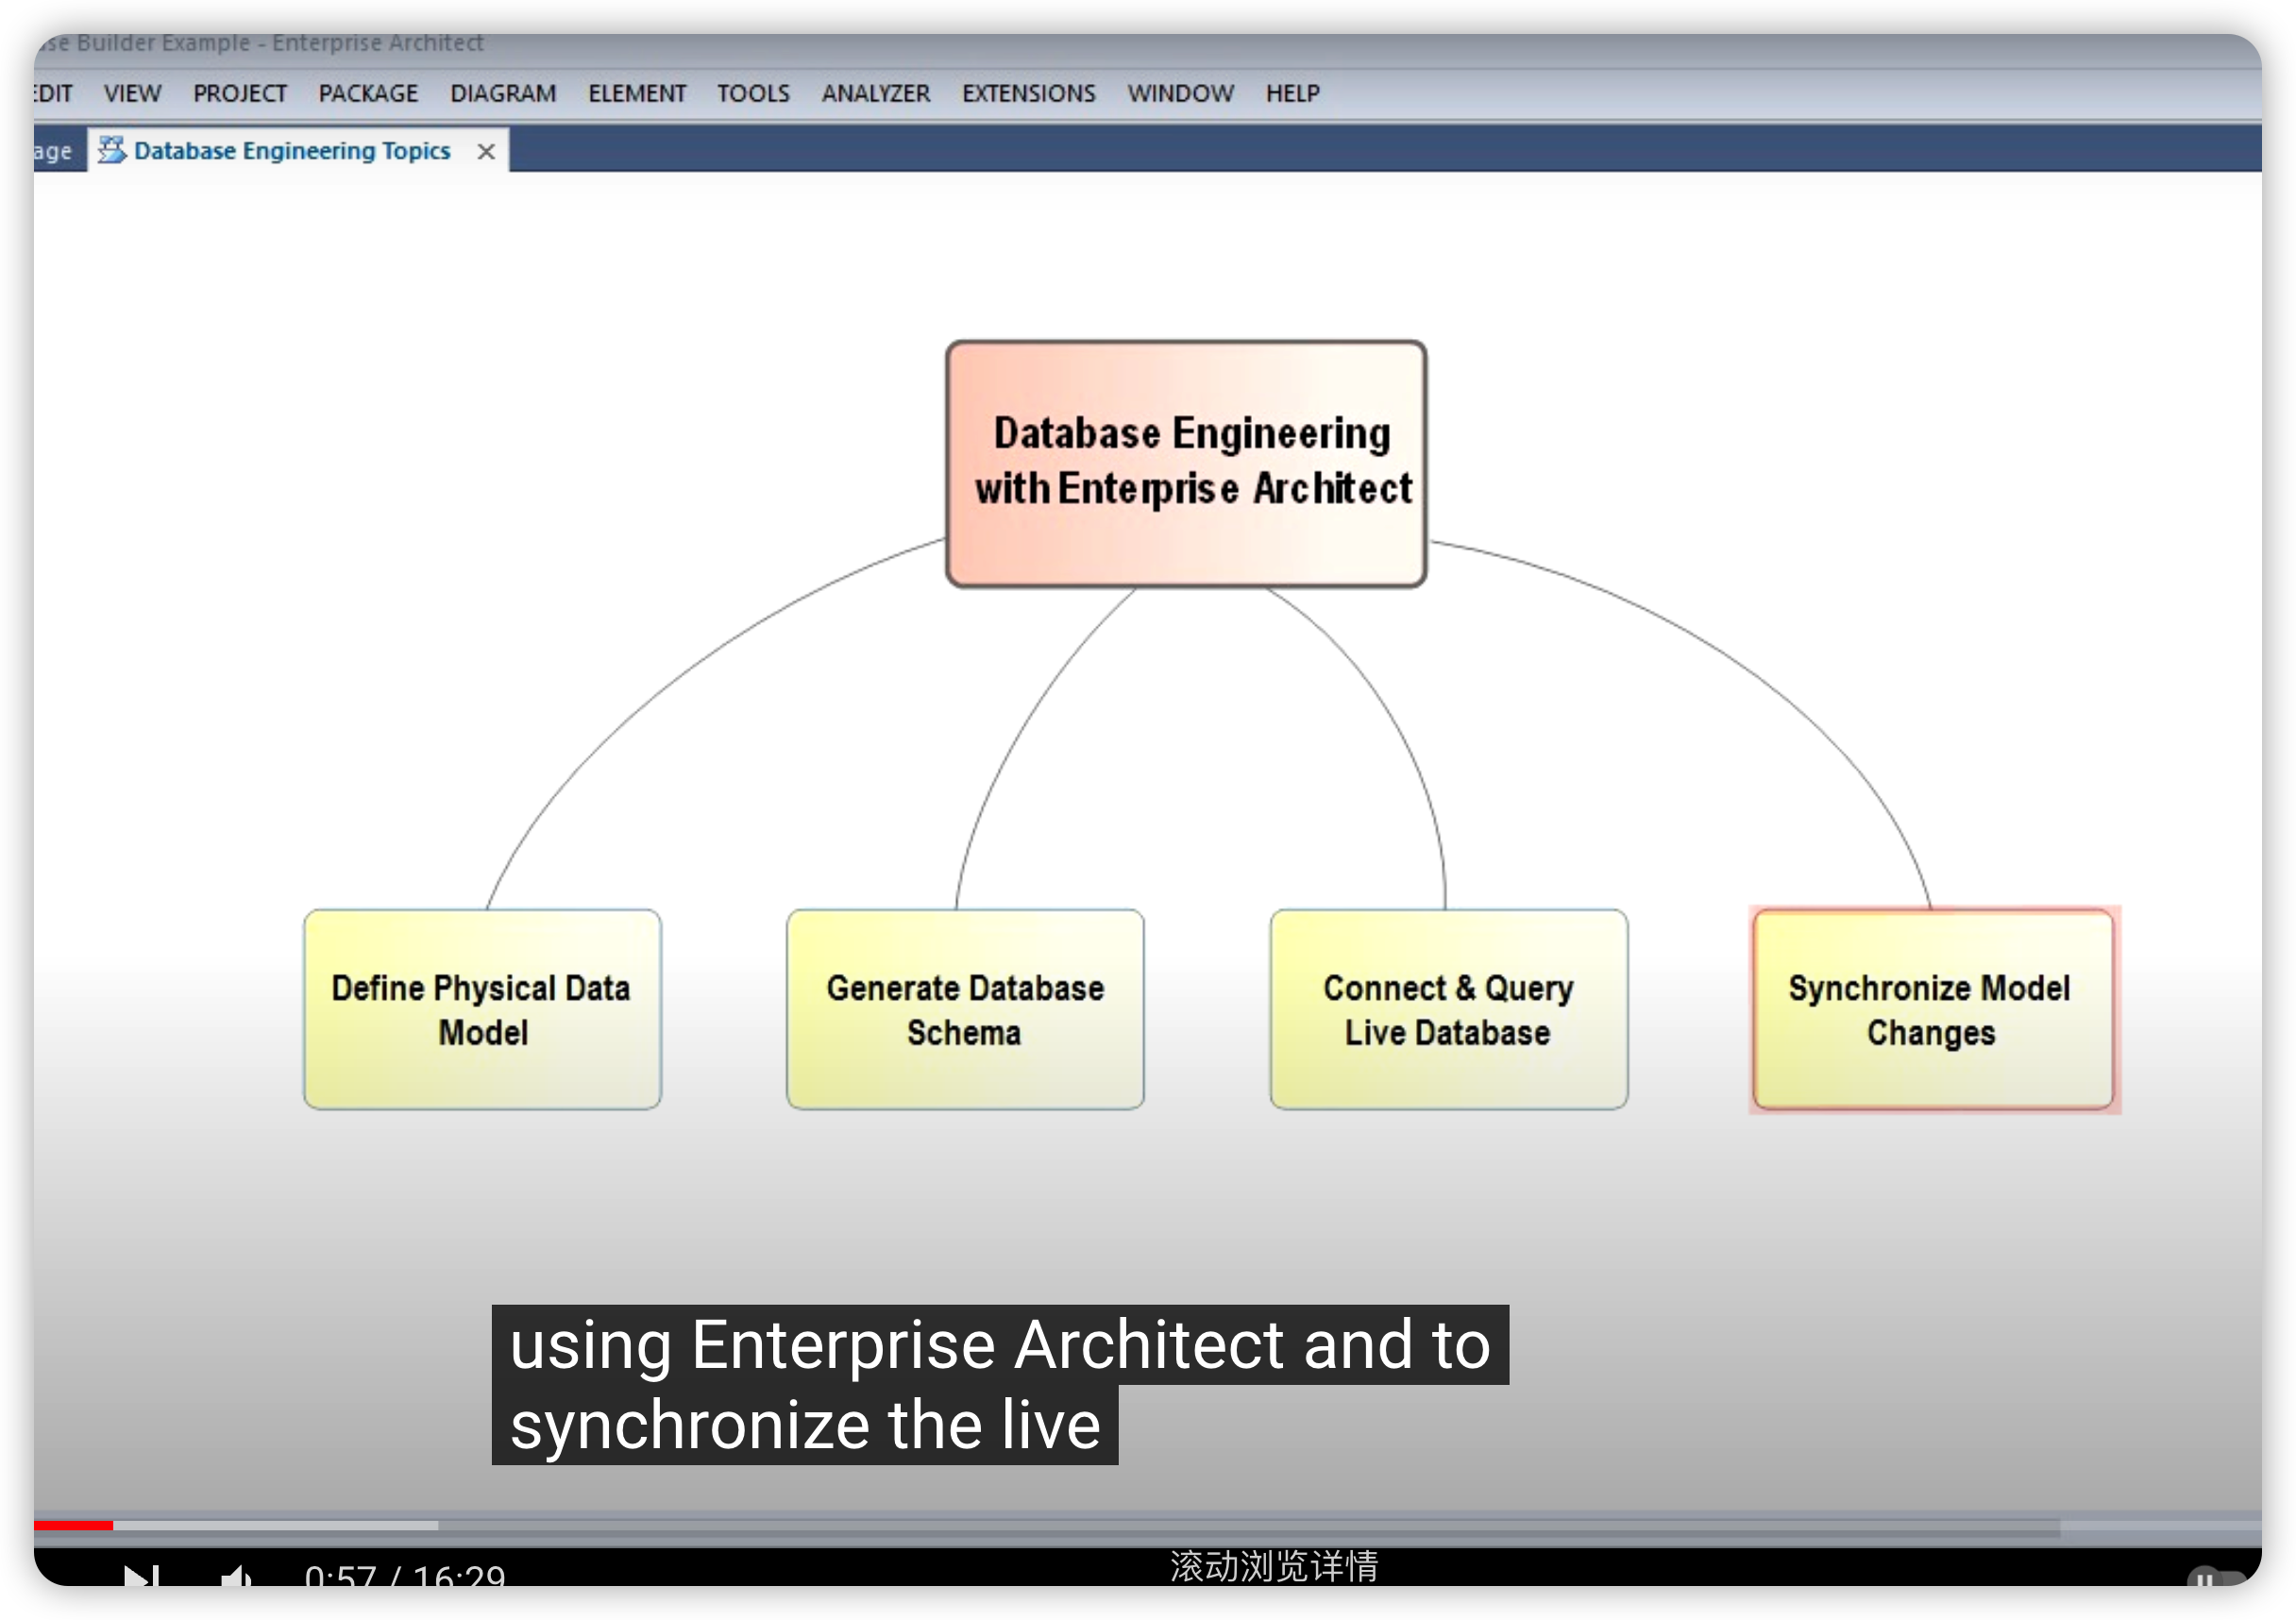 se Builder Example - Enterprise Architect
EDIT VIEW PROJECT PACKAGE DIAGRAM ELEMENT TOOLS ANALYZER EXTENSIONS WINDOW HELP
age Database Engineering Topics
Database Engineering
with Enterprise Architect
Define Physical Data
Model
Generate Database
Schema
Connect & Query
Live Database
Synchronize Model
Changes
using Enterprise Architect and to
synchronize the live
0:57 / 16:29
滚动浏览详情